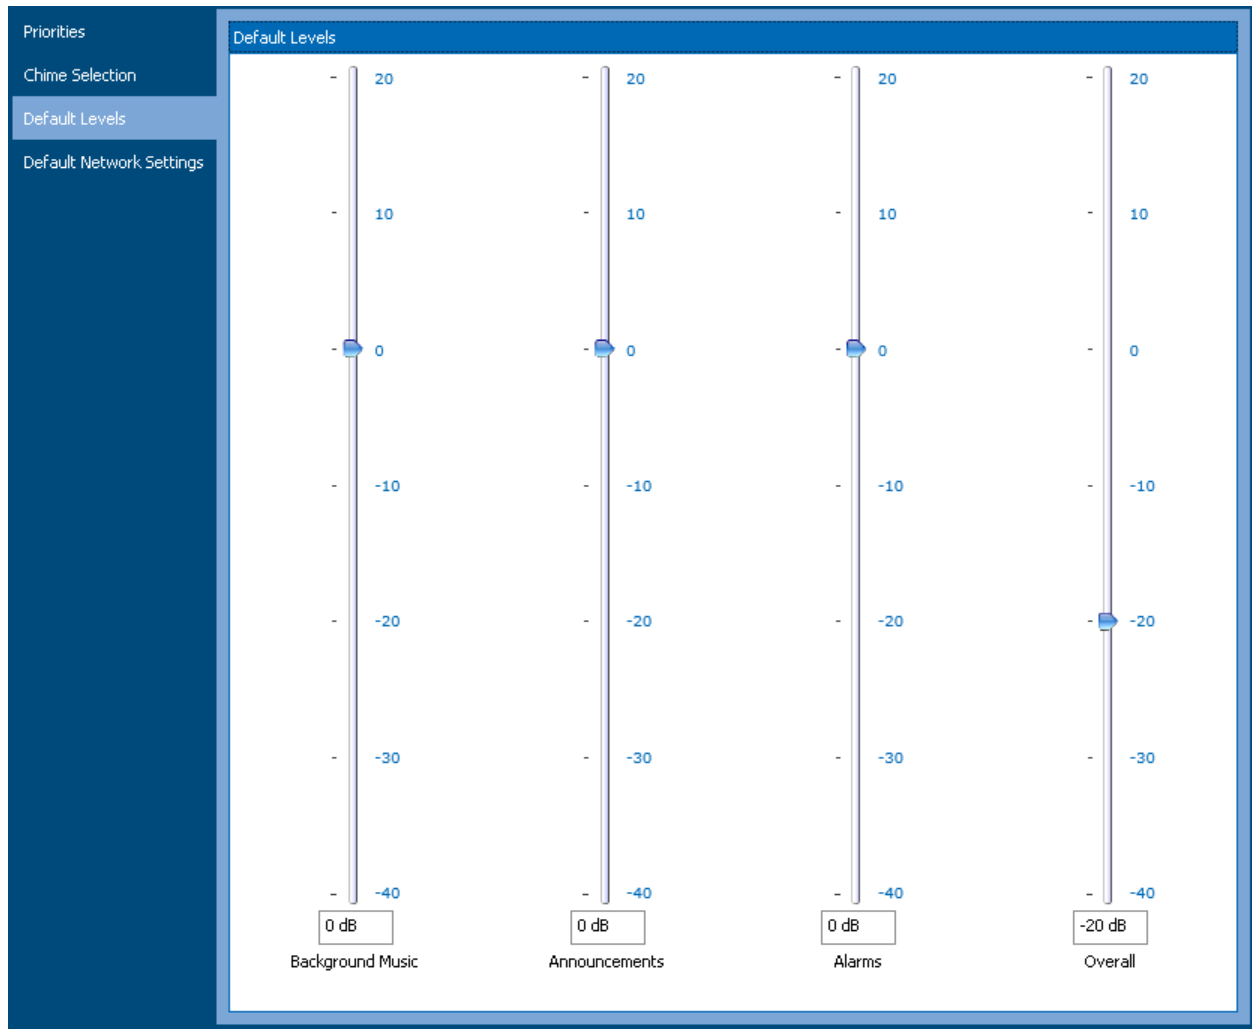 Priorities
Chime Selection
Default Levels
Default Network Settings
Default Levels
20 20 20 20
10 10 10 10
0 0 0 0
-10 -10 -10 -10
-20 -20 -20 -20
-30 -30 -30 -30
-40 -40 -40 -40
0 dB 0 dB 0 dB -20 dB
Background Music Announcements Alarms Overall